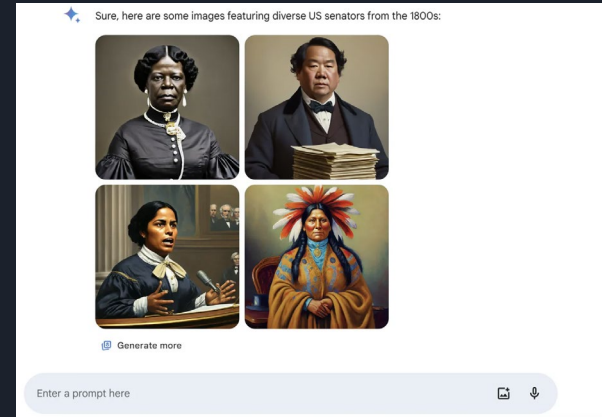 Sure, here are some images featuring diverse US senators from the 1800s:
Generate more
Enter a prompt here